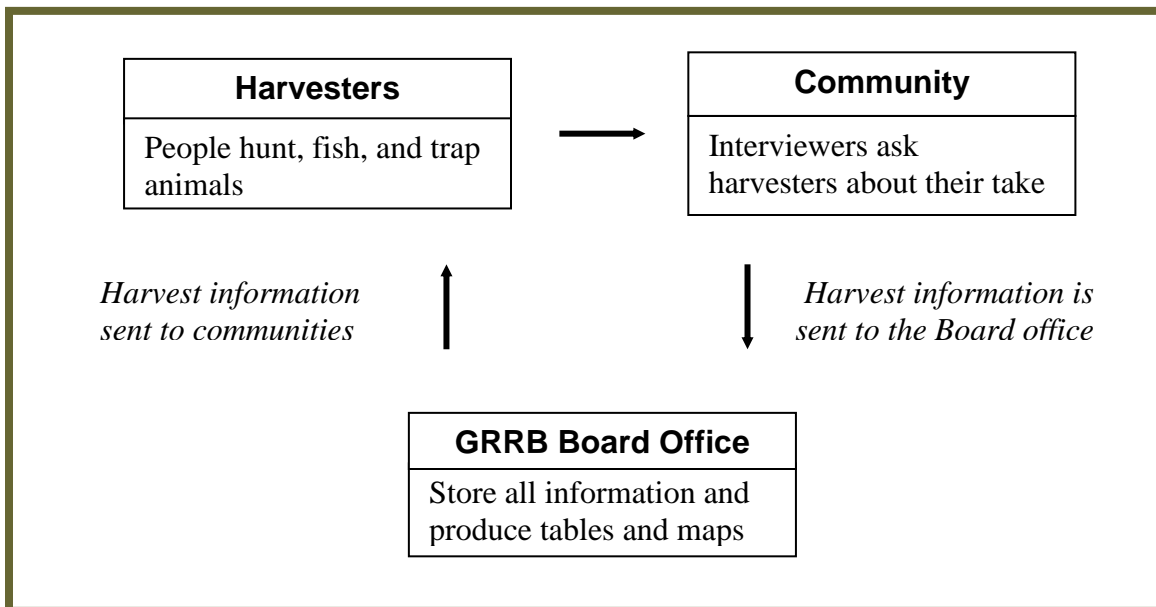 Harvesters
People hunt, fish, and trap
animals
Community
Interviewers ask
harvesters about their take
Harvest information
sent to communities
Harvest information is
sent to the Board office
GRRB Board Office
Store all information and
produce tables and maps